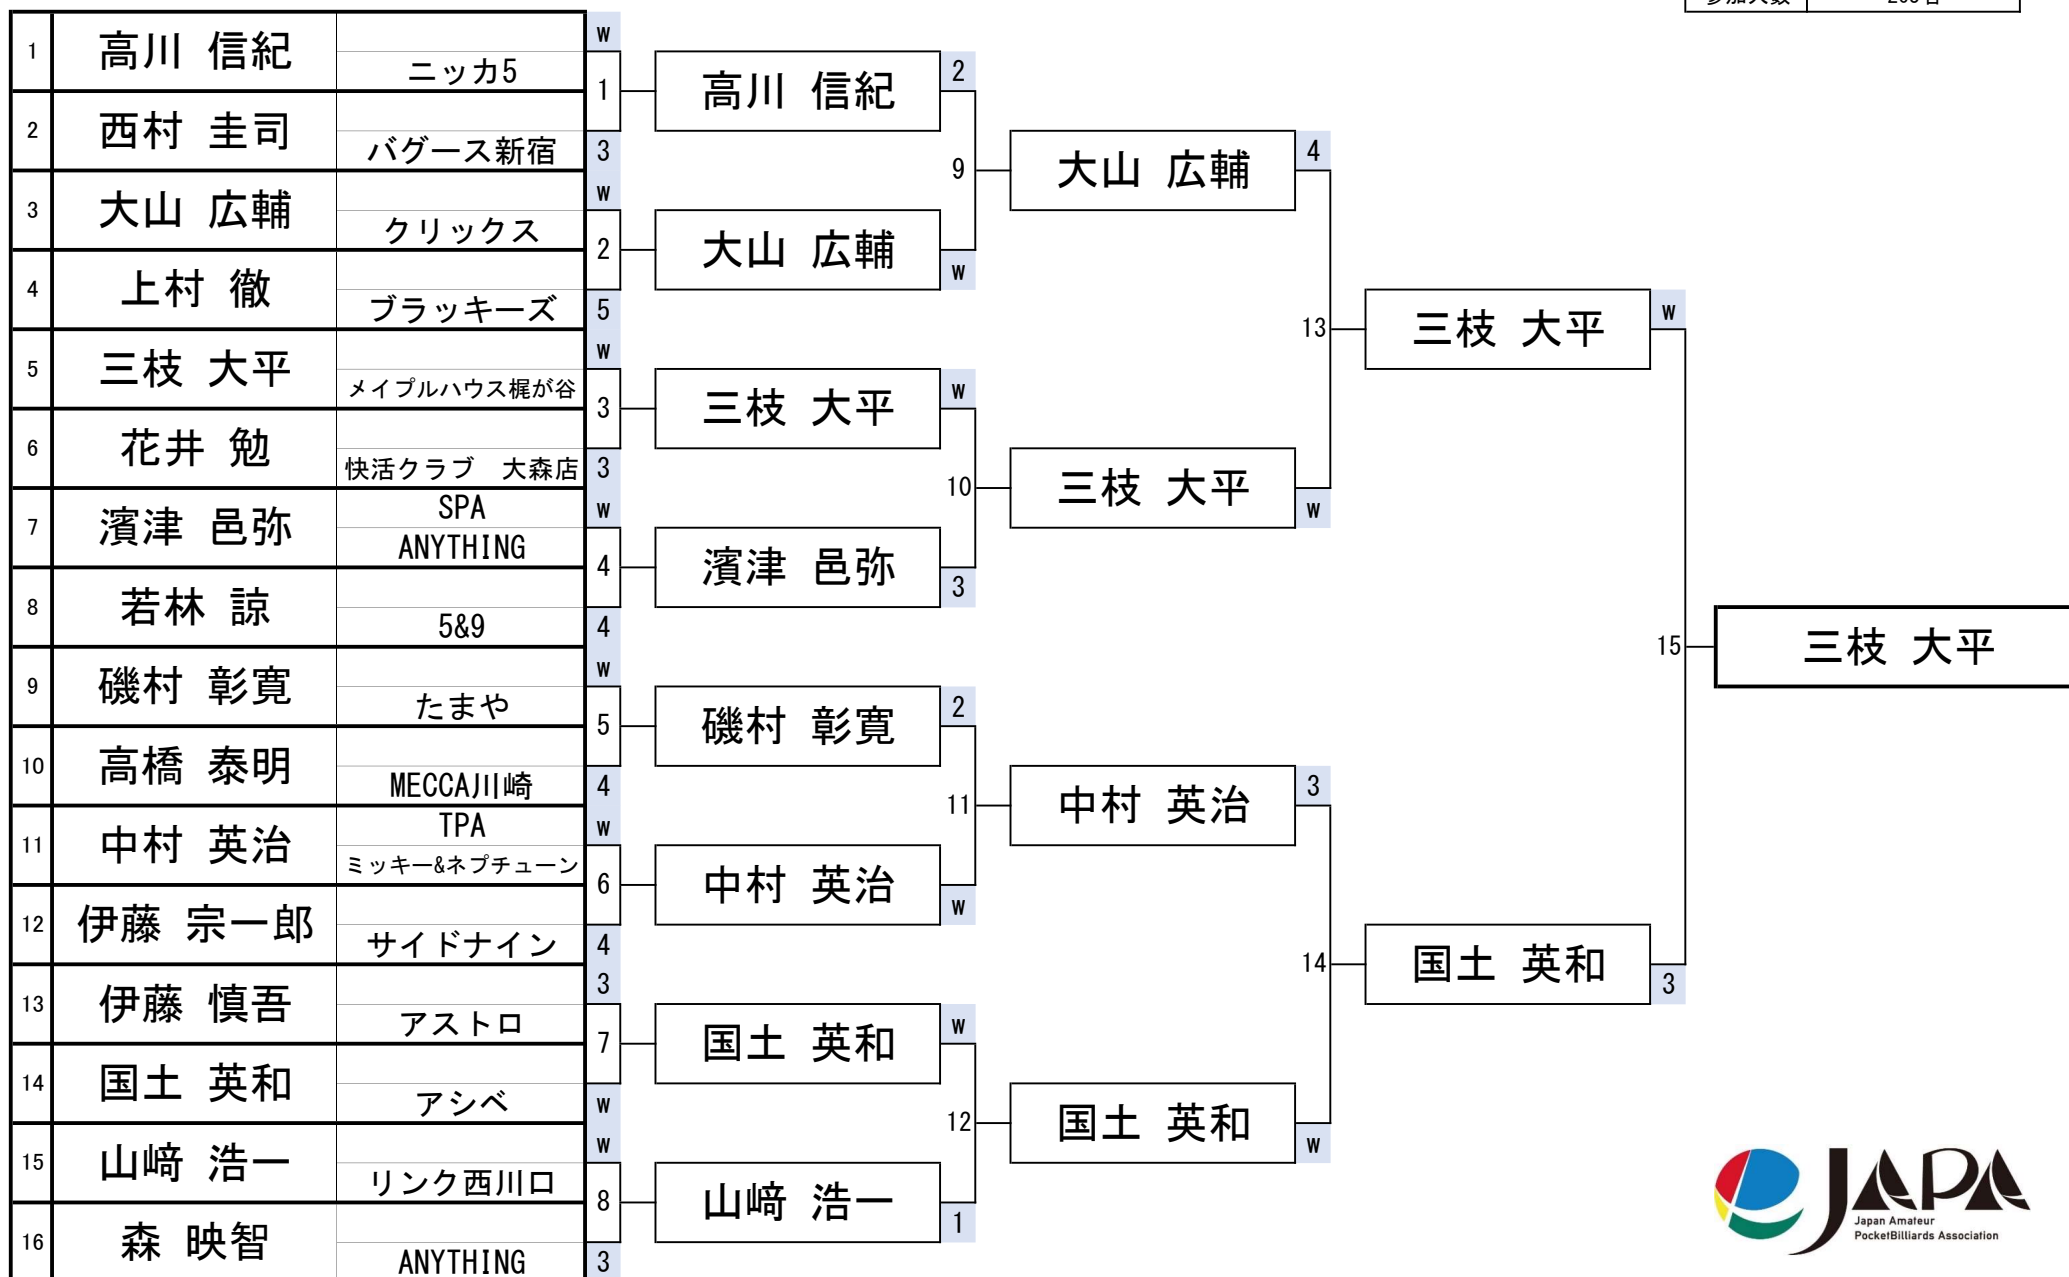 1 高川 信紀 ニッカ5 W
2 西村 圭司 バグース新宿 3
3 大山 広輔 クリックス W
4 上村 徹 ブラッキーズ 5
5 三枝 大平 メイプルハウス梶が谷 W
6 花井 勉 快活クラブ　大森店 3
7 濱津 邑弥 SPA ANYTHING W
8 若林 諒 5&9 4
9 磯村 彰寛 たまや W
10 高橋 泰明 MECCA川崎 4
11 中村 英治 TPA ミッキー&ネプチューン W
12 伊藤 宗一郎 サイドナイン 4
13 伊藤 慎吾 アストロ 3
14 国土 英和 アシベ W
15 山﨑 浩一 リンク西川口 W
16 森 映智 ANYTHING 3
1 高川 信紀 2
2 大山 広輔 W
3 三枝 大平 W
4 濱津 邑弥 3
5 磯村 彰寛 2
6 中村 英治 W
7 国土 英和 W
8 山﨑 浩一 1
9 大山 広輔 4
10 三枝 大平 W
11 中村 英治 3
12 国土 英和 W
13 三枝 大平 W
14 国土 英和 3
15 三枝 大平
JAPA
Japan Amateur
PocketBilliards Association